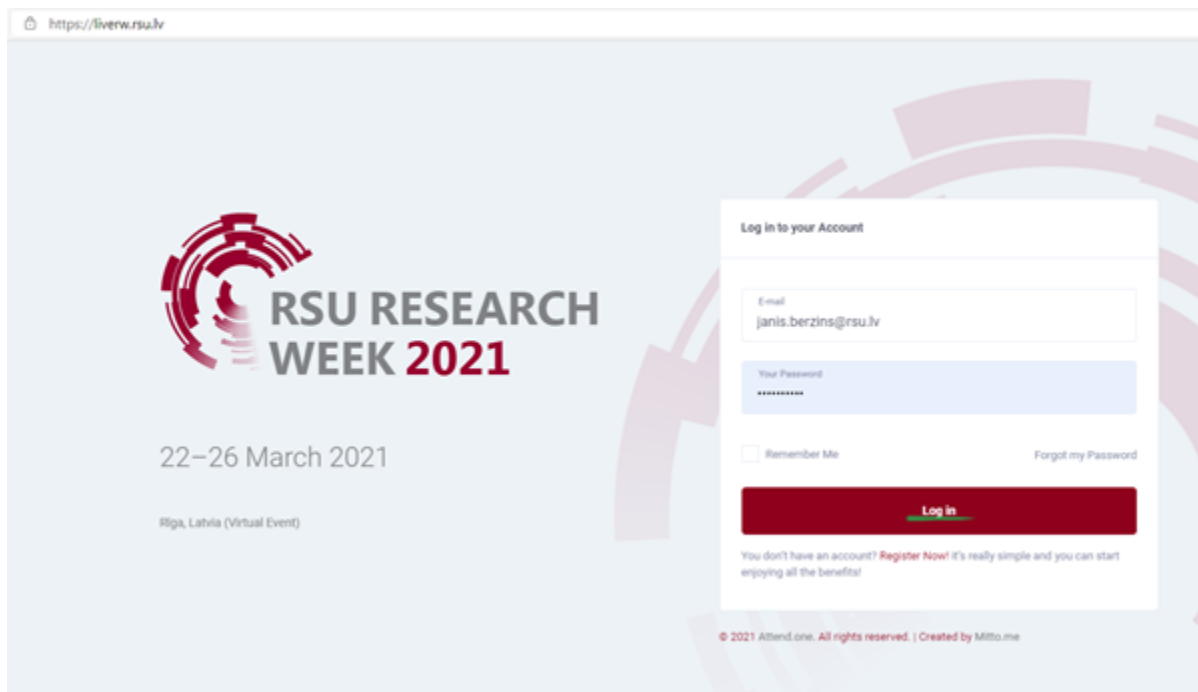 https://liverw.rsu.lv
RSU RESEARCH
WEEK 2021
22–26 March 2021
Rīga, Latvia (Virtual Event)
Log in to your Account
E-mail
janis.berzins@rsu.lv
Your Password
••••••••••
Remember Me
Forgot my Password
Log in
You don't have an account? Register Now! it's really simple and you can start
enjoying all the benefits!
© 2021 Attend.one. All rights reserved. | Created by Mitto.me